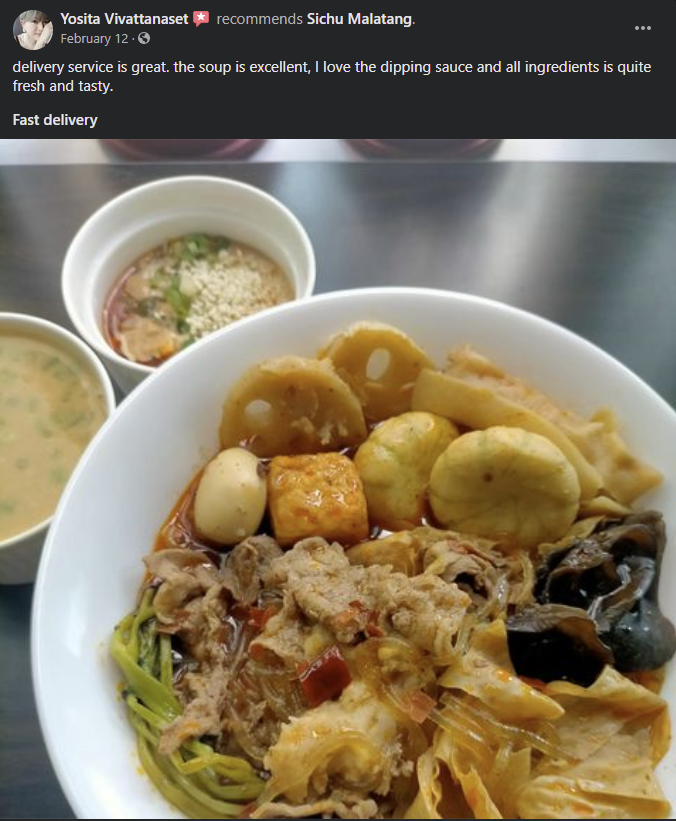 Yosita Vivattanaset recommends Sichu Malatang.
February 12 ·
delivery service is great. the soup is excellent, I love the dipping sauce and all ingredients is quite
fresh and tasty.
Fast delivery